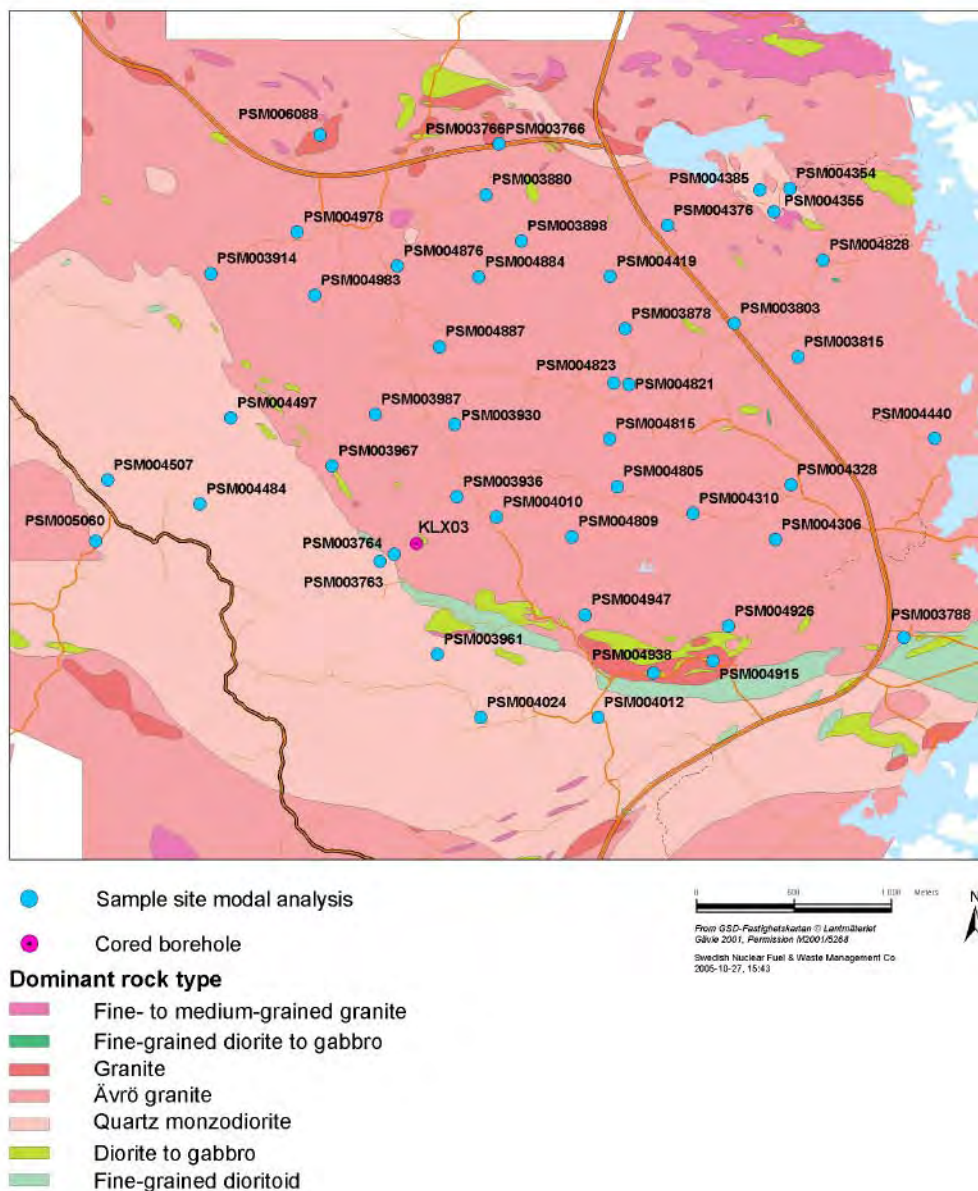 PSM006088
PSM003766PSM003766
PSM003880
PSM004385
PSM004354
PSM004376
PSM004355
PSM004978
PSM003898
PSM004828
PSM004876
PSM003914
PSM004884
PSM004419
PSM004983
PSM003803
PSM003878
PSM004887
PSM003815
PSM004823
PSM004821
PSM004497
PSM003987
PSM003930
PSM004440
PSM004815
PSM003967
PSM004507
PSM004805
PSM004328
PSM003936
PSM004484
PSM004010
PSM004310
PSM005060
KLX03
PSM004809
PSM004306
PSM003764
PSM003763
PSM004947
PSM004926
PSM003788
PSM003961
PSM004938
PSM004915
PSM004024
PSM004012
Sample site modal analysis
Cored borehole
Dominant rock type
Fine- to medium-grained granite
Fine-grained diorite to gabbro
Granite
Ävrö granite
Quartz monzodiorite
Diorite to gabbro
Fine-grained dioritoid
0 1 000 Meters
N
From GSD-Fastighetskartan © Lantmäteriet
Gävle 2001, Permission M2001/5268
Swedish Nuclear Fuel & Waste Management Co
2005-10-27, 15:43